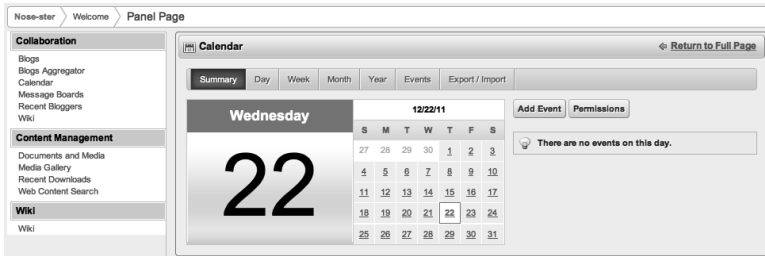 Nose-ster Welcome Panel Page
Collaboration
Blogs
Blogs Aggregator
Calendar
Message Boards
Recent Bloggers
Wiki
Content Management
Documents and Media
Media Gallery
Recent Downloads
Web Content Search
Wiki
Wiki
Calendar Return to Full Page
Summary Day Week Month Year Events Export / Import
Wednesday
22
12/22/11
S M T W T F S
27 28 29 30 1 2 3
4 5 6 7 8 9 10
11 12 13 14 15 16 17
18 19 20 21 22 23 24
25 26 27 28 29 30 31
Add Event Permissions
There are no events on this day.